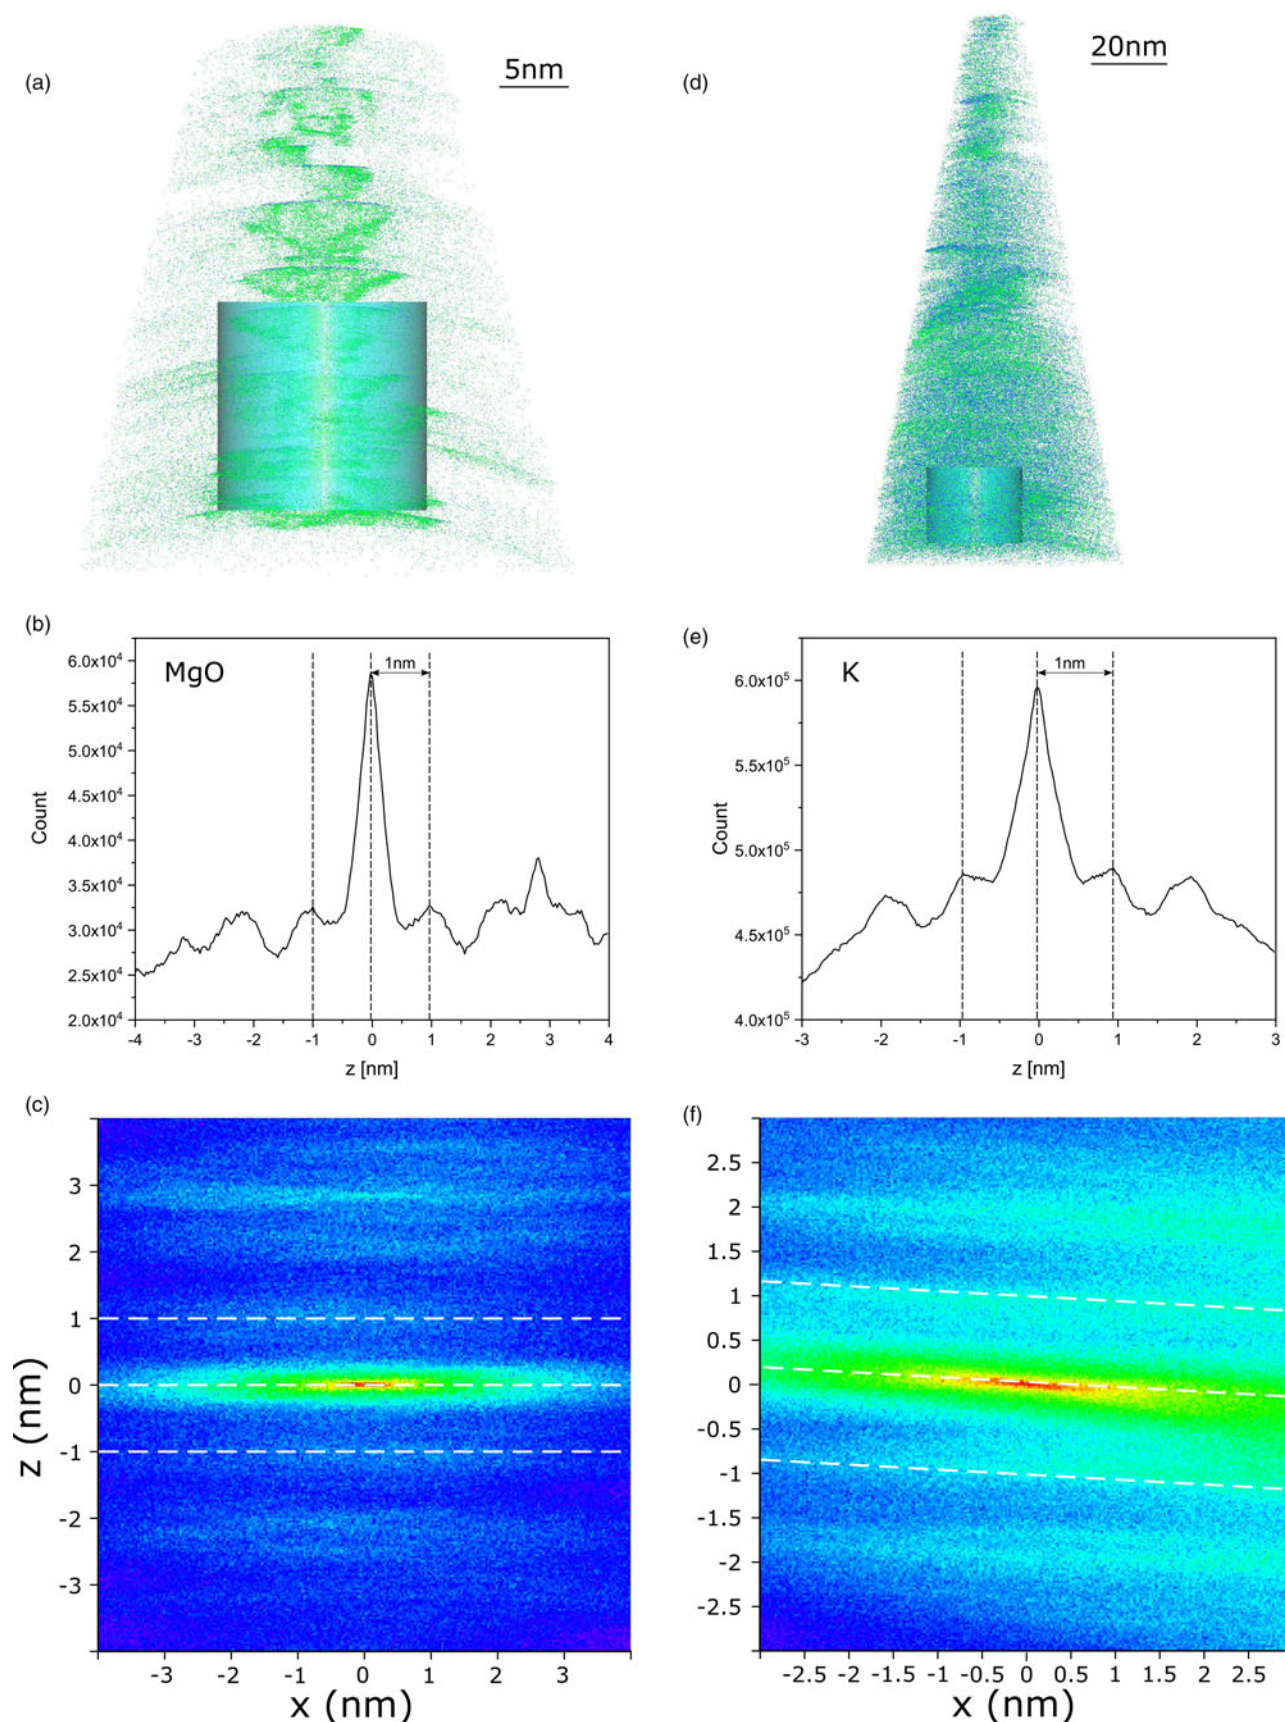 (a)
5nm
(d)
20nm
(b)
MgO
1nm
6.0x10⁴
5.5x10⁴
5.0x10⁴
4.5x10⁴
4.0x10⁴
3.5x10⁴
3.0x10⁴
2.5x10⁴
2.0x10⁴
Count
-4 -3 -2 -1 0 1 2 3 4
z [nm]
(e)
K
1nm
6.0x10⁵
5.5x10⁵
5.0x10⁵
4.5x10⁵
4.0x10⁵
Count
-3 -2 -1 0 1 2 3
z [nm]
(c)
3
2
1
0
-1
-2
-3
z (nm)
-3 -2 -1 0 1 2 3
x (nm)
(f)
2.5
2
1.5
1
0.5
0
-0.5
-1
-1.5
-2
-2.5
-2.5 -2 -1.5 -1 -0.5 0 0.5 1 1.5 2 2.5
x (nm)